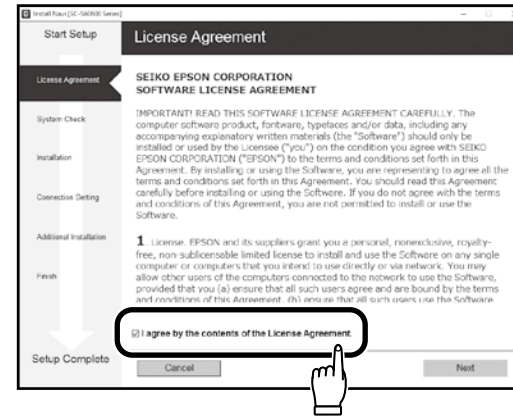 Install Navi [SC-S60600 Series]
Start Setup
License Agreement
License Agreement
System Check
Installation
Connection Setting
Additional Installation
Finish
Setup Complete
SEIKO EPSON CORPORATION
SOFTWARE LICENSE AGREEMENT
IMPORTANT! READ THIS SOFTWARE LICENSE AGREEMENT CAREFULLY. The
computer software product, fontware, typefaces and/or data, including any
accompanying explanatory written materials (the "Software") should only be
installed or used by the Licensee ("you") on the condition you agree with SEIKO
EPSON CORPORATION ("EPSON") to the terms and conditions set forth in this
Agreement. By installing or using the Software, you are representing to agree all the
terms and conditions set forth in this Agreement. You should read this Agreement
carefully before installing or using the Software. If you do not agree with the terms
and conditions of this Agreement, you are not permitted to install or use the
Software.
1. License. EPSON and its suppliers grant you a personal, nonexclusive, royalty-
free, non-sublicensable limited license to install and use the Software on any single
computer or computers that you intend to use directly or via network. You may
allow other users of the computers connected to the network to use the Software,
provided that you (a) ensure that all such users agree and are bound by the terms
and conditions of this Agreement, (b) ensure that all such users use the Software
I agree by the contents of the License Agreement.
Cancel
Next